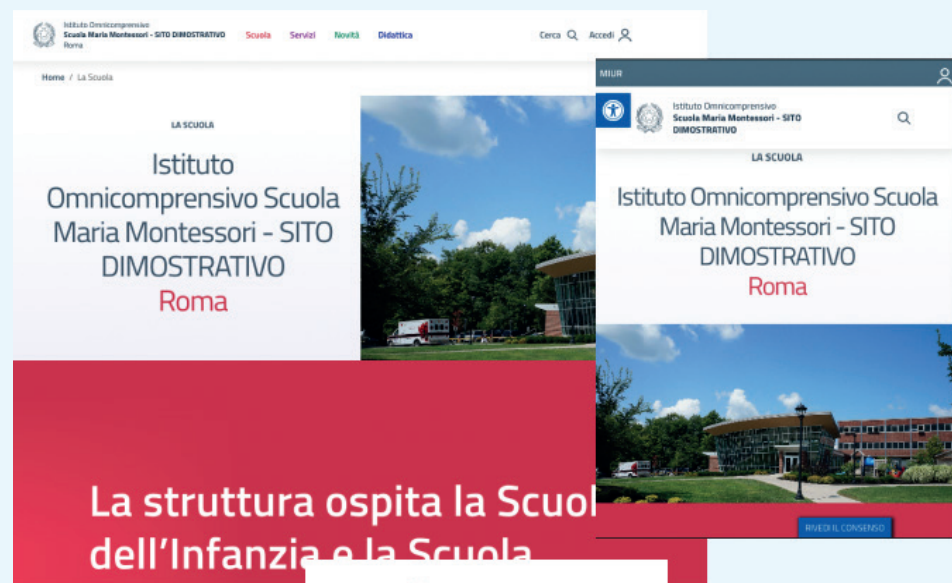 Istituto Omnicomprensivo
Scuola Maria Montessori - SITO DIMOSTRATIVO
Roma
Scuola
Servizi
Novità
Didattica
Cerca
Accedi
Home / La Scuola
LA SCUOLA
Istituto
Omnicomprensivo Scuola
Maria Montessori - SITO
DIMOSTRATIVO
Roma
La struttura ospita la Scuol
dell'Infanzia e la Scuola
MIUR
Istituto Omnicomprensivo
Scuola Maria Montessori - SITO
DIMOSTRATIVO
LA SCUOLA
Istituto Omnicomprensivo Scuola
Maria Montessori - SITO
DIMOSTRATIVO
Roma
RIVEDI IL CONSENSO